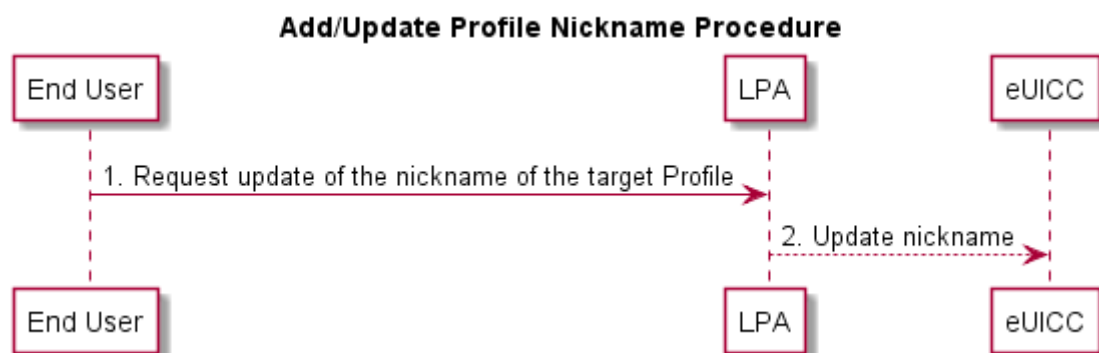 Add/Update Profile Nickname Procedure
End User
LPA
eUICC
1. Request update of the nickname of the target Profile
2. Update nickname
End User
LPA
eUICC